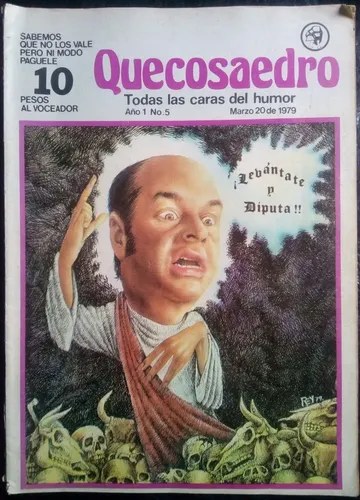 SABEMOS
QUE NO LOS VALE
PERO NI MODO
PAGUELE
10
PESOS
AL VOCEADOR
Quecosaedro
Todas las caras del humor
Año 1 No. 5 Marzo 20 de 1979
¡Levántate
y
Diputa!!